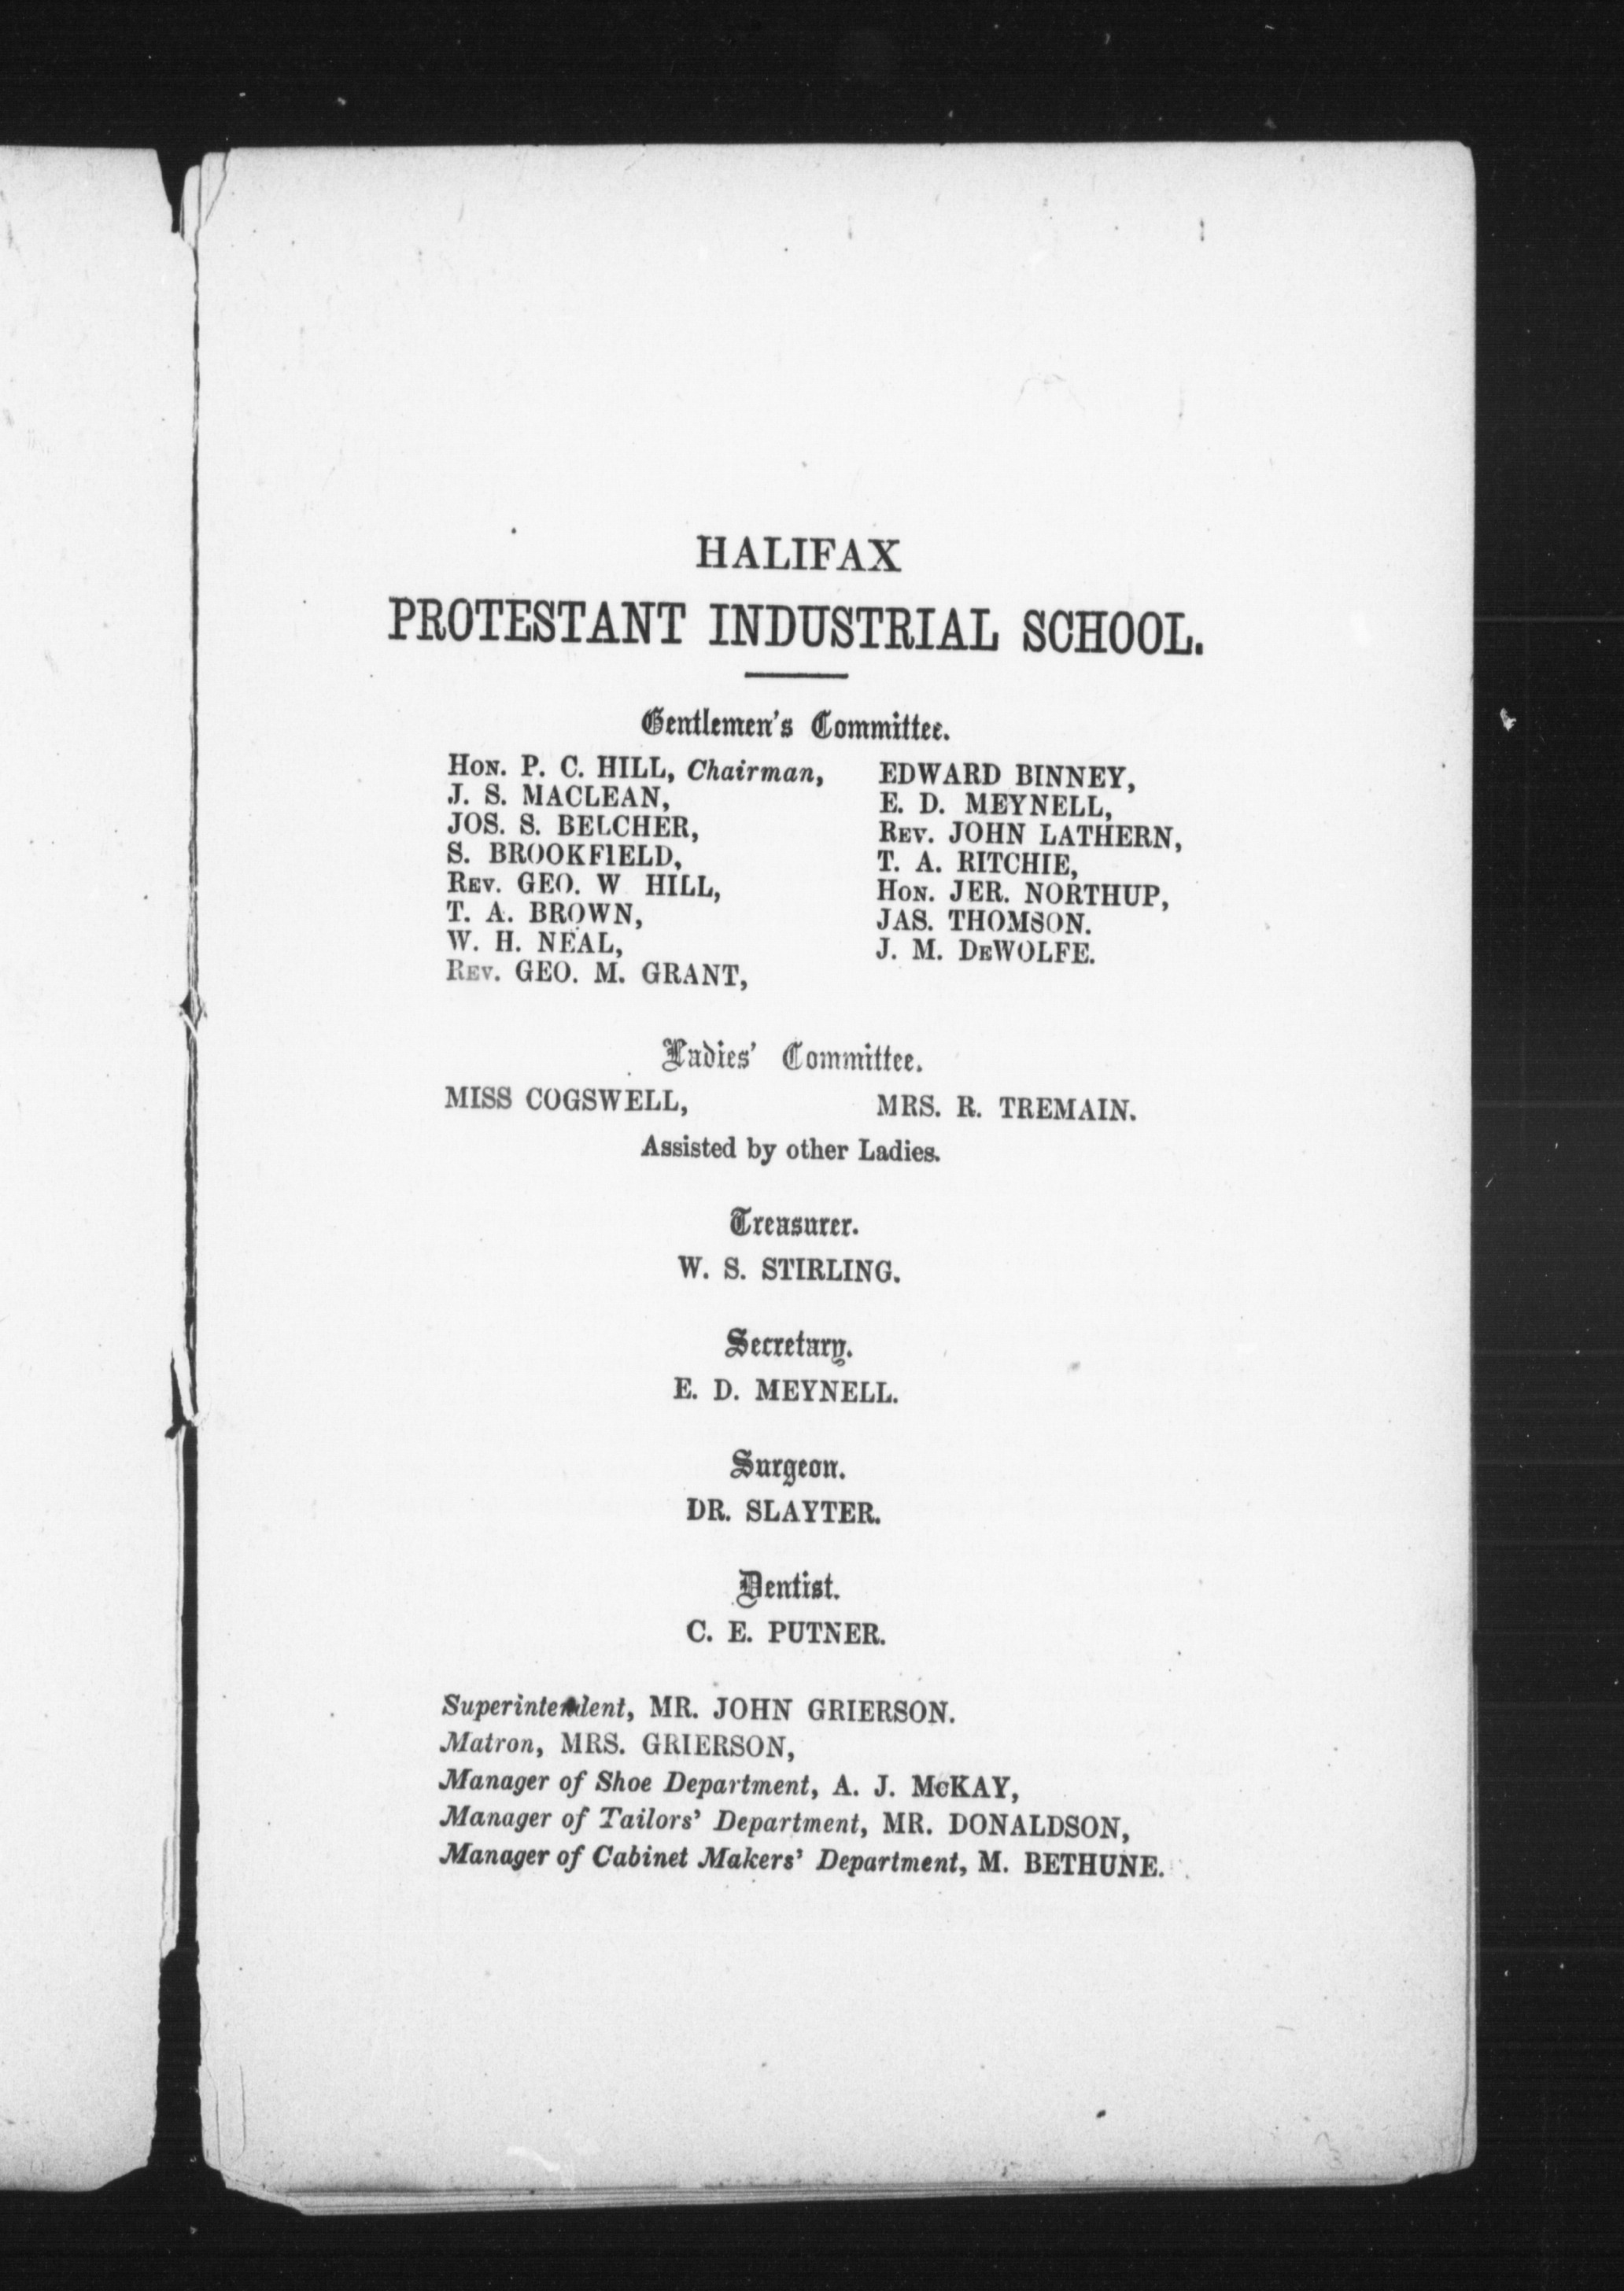 HALIFAX
PROTESTANT INDUSTRIAL SCHOOL.
Gentlemen's Committee.
HON. P. C. HILL, Chairman,
J. S. MACLEAN,
JOS. S. BELCHER,
S. BROOKFIELD,
REV. GEO. W HILL,
T. A. BROWN,
W. H. NEAL,
REV. GEO. M. GRANT,
EDWARD BINNEY,
E. D. MEYNELL,
REV. JOHN LATHERN,
T. A. RITCHIE,
HON. JER. NORTHUP,
JAS. THOMSON.
J. M. DEWOLFE.
Ladies' Committee.
MISS COGSWELL,
MRS. R. TREMAIN.
Assisted by other Ladies.
Treasurer.
W. S. STIRLING.
Secretary.
E. D. MEYNELL.
Surgeon.
DR. SLAYTER.
Dentist.
C. E. PUTNER.
Superintendent, MR. JOHN GRIERSON.
Matron, MRS. GRIERSON,
Manager of Shoe Department, A. J. McKAY,
Manager of Tailors' Department, MR. DONALDSON,
Manager of Cabinet Makers' Department, M. BETHUNE.